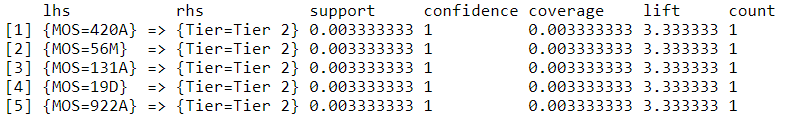 lhs rhs support confidence coverage lift count
[1] {MOS=420A} => {Tier=Tier 2} 0.003333333 1 0.003333333 3.333333 1
[2] {MOS=56M} => {Tier=Tier 2} 0.003333333 1 0.003333333 3.333333 1
[3] {MOS=131A} => {Tier=Tier 2} 0.003333333 1 0.003333333 3.333333 1
[4] {MOS=19D} => {Tier=Tier 2} 0.003333333 1 0.003333333 3.333333 1
[5] {MOS=922A} => {Tier=Tier 2} 0.003333333 1 0.003333333 3.333333 1